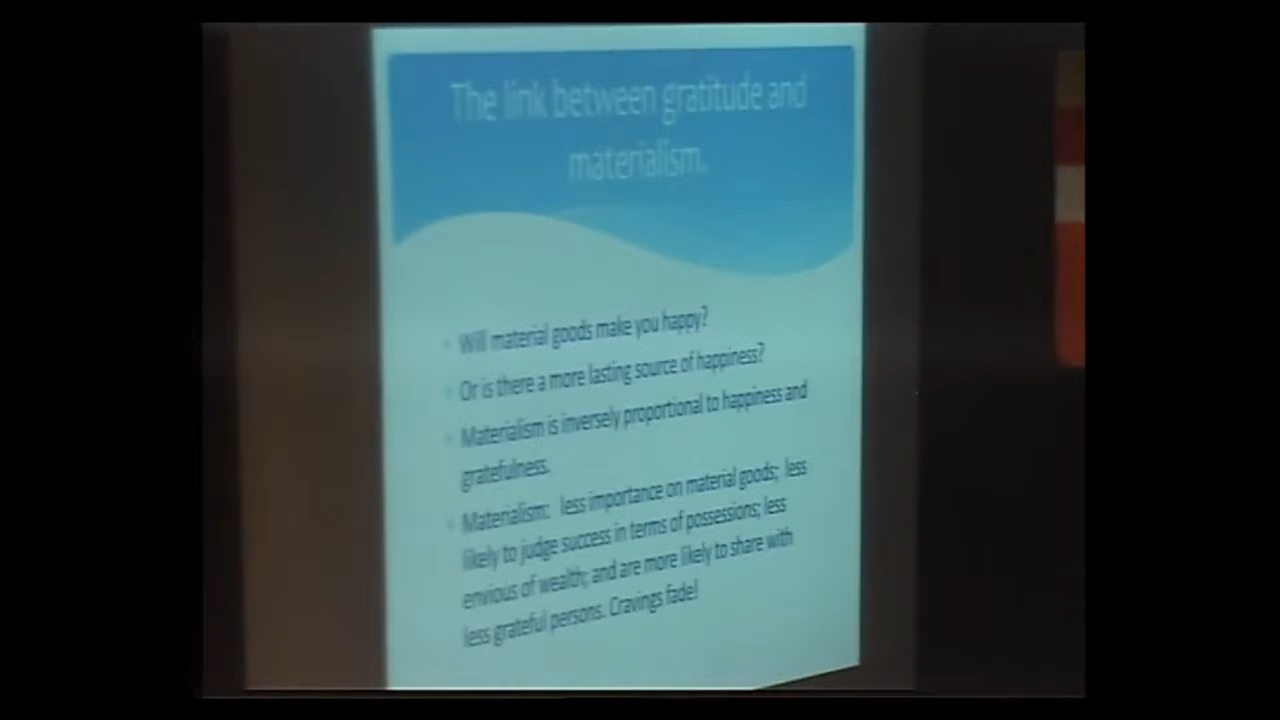 The link between gratitude and
materialism.
Will material goods make you happy?
Or is there a more lasting source of happiness?
Materialism is inversely proportional to happiness and
gratefulness.
Materialism: less importance on material goods; less
likely to judge success in terms of possessions; less
envious of wealth; and are more likely to share with
less grateful persons. Cravings fade!